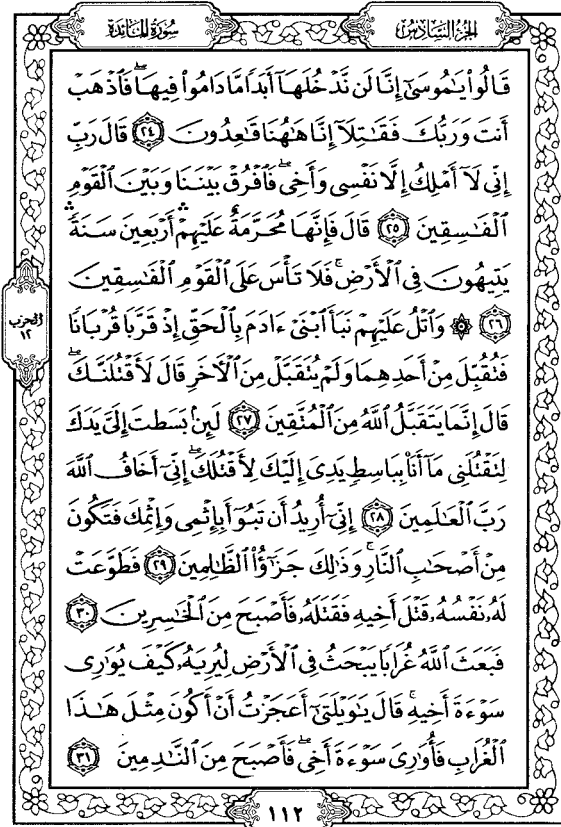 الجزء السادس
سورة المائدة
قَالُوا۟ يَـٰمُوسَىٰٓ إِنَّا لَن نَّدْخُلَهَآ أَبَدًا مَّا دَامُوا۟ فِيهَا ۖ فَٱذْهَبْ
أَنتَ وَرَبُّكَ فَقَـٰتِلَآ إِنَّا هَـٰهُنَا قَـٰعِدُونَ ٢٤ قَالَ رَبِّ
إِنِّى لَآ أَمْلِكُ إِلَّا نَفْسِى وَأَخِى ۖ فَٱفْرُقْ بَيْنَنَا وَبَيْنَ ٱلْقَوْمِ
ٱلْفَـٰسِقِينَ ٢٥ قَالَ فَإِنَّهَا مُحَرَّمَةٌ عَلَيْهِمْ ۛ أَرْبَعِينَ سَنَةً ۛ
يَتِيهُونَ فِى ٱلْأَرْضِ ۚ فَلَا تَأْسَ عَلَى ٱلْقَوْمِ ٱلْفَـٰسِقِينَ
٢٦ ۞ وَٱتْلُ عَلَيْهِمْ نَبَأَ ٱبْنَىْ ءَادَمَ بِٱلْحَقِّ إِذْ قَرَّبَا قُرْبَانًا
فَتُقُبِّلَ مِنْ أَحَدِهِمَا وَلَمْ يُتَقَبَّلْ مِنَ ٱلْـَٔاخَرِ قَالَ لَأَقْتُلَنَّكَ ۖ
قَالَ إِنَّمَا يَتَقَبَّلُ ٱللَّهُ مِنَ ٱلْمُتَّقِينَ ٢٧ لَئِنۢ بَسَطتَ إِلَىَّ يَدَكَ
لِتَقْتُلَنِى مَآ أَنَا۠ بِبَاسِطٍ يَدِىَ إِلَيْكَ لِأَقْتُلَكَ ۖ إِنِّىٓ أَخَافُ ٱللَّهَ
رَبَّ ٱلْعَـٰلَمِينَ ٢٨ إِنِّىٓ أُرِيدُ أَن تَبُوٓأَ بِإِثْمِى وَإِثْمِكَ فَتَكُونَ
مِنْ أَصْحَـٰبِ ٱلنَّارِ ۚ وَذَٰلِكَ جَزَٰٓؤُا۟ ٱلظَّـٰلِمِينَ ٢٩ فَطَوَّعَتْ
لَهُۥ نَفْسُهُۥ قَتْلَ أَخِيهِ فَقَتَلَهُۥ فَأَصْبَحَ مِنَ ٱلْخَـٰسِرِينَ ٣٠
فَبَعَثَ ٱللَّهُ غُرَابًا يَبْحَثُ فِى ٱلْأَرْضِ لِيُرِيَهُۥ كَيْفَ يُوَٰرِى
سَوْءَةَ أَخِيهِ ۚ قَالَ يَـٰوَيْلَتَىٰٓ أَعَجَزْتُ أَنْ أَكُونَ مِثْلَ هَـٰذَا
ٱلْغُرَابِ فَأُوَٰرِىَ سَوْءَةَ أَخِى ۖ فَأَصْبَحَ مِنَ ٱلنَّـٰدِمِينَ ٣١
الحزب
١٢
١١٢